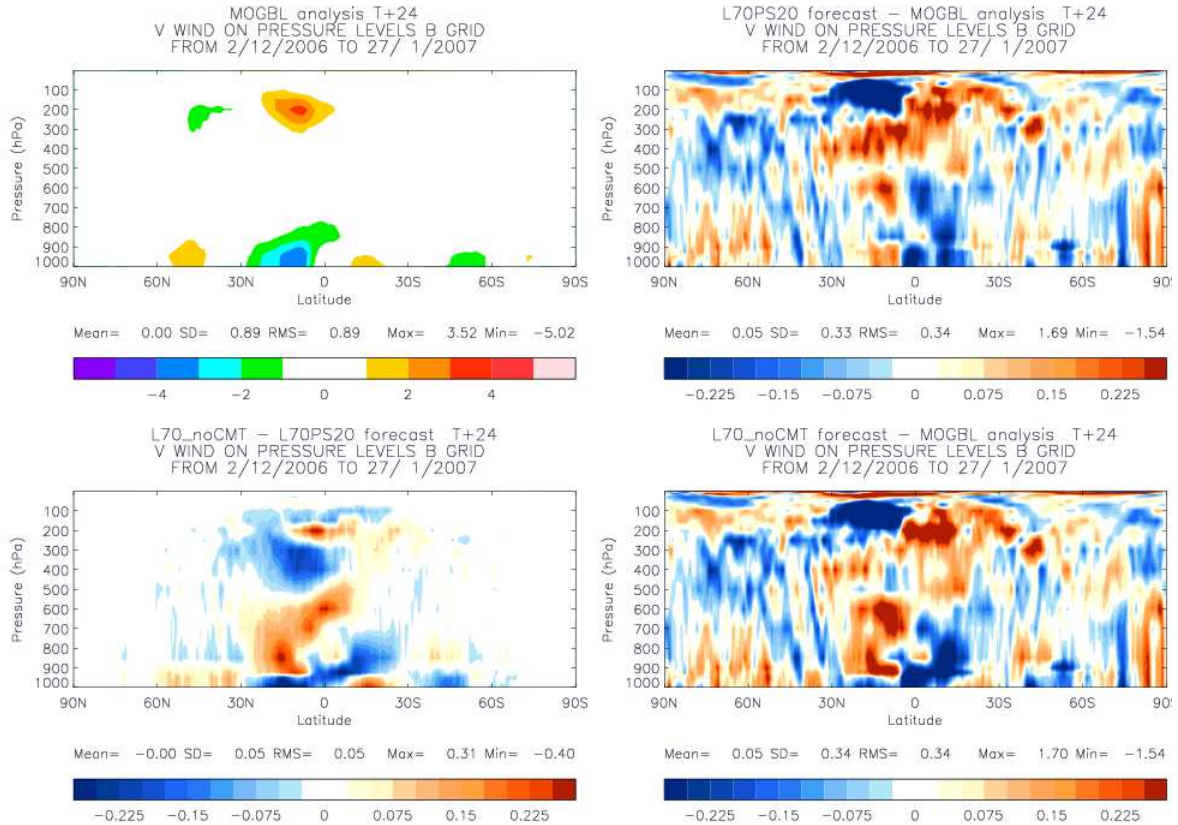 MOGBL analysis T+24
V WIND ON PRESSURE LEVELS B GRID
FROM 2/12/2006 TO 27/ 1/2007
Pressure (hPa)
100
200
300
400
500
600
700
800
900
1000
90N 60N 30N 0 30S 60S 90S
Latitude
Mean= 0.00 SD= 0.89 RMS= 0.89 Max= 3.52 Min= -5.02
-4 -2 0 2 4
L70PS20 forecast - MOGBL analysis T+24
V WIND ON PRESSURE LEVELS B GRID
FROM 2/12/2006 TO 27/ 1/2007
Pressure (hPa)
100
200
300
400
500
600
700
800
900
1000
90N 60N 30N 0 30S 60S 90S
Latitude
Mean= 0.05 SD= 0.33 RMS= 0.34 Max= 1.69 Min= -1.54
-0.225 -0.15 -0.075 0 0.075 0.15 0.225
L70_noCMT - L70PS20 forecast T+24
V WIND ON PRESSURE LEVELS B GRID
FROM 2/12/2006 TO 27/ 1/2007
Pressure (hPa)
100
200
300
400
500
600
700
800
900
1000
90N 60N 30N 0 30S 60S 90S
Latitude
Mean= -0.00 SD= 0.05 RMS= 0.05 Max= 0.31 Min= -0.40
-0.225 -0.15 -0.075 0 0.075 0.15 0.225
L70_noCMT forecast - MOGBL analysis T+24
V WIND ON PRESSURE LEVELS B GRID
FROM 2/12/2006 TO 27/ 1/2007
Pressure (hPa)
100
200
300
400
500
600
700
800
900
1000
90N 60N 30N 0 30S 60S 90S
Latitude
Mean= 0.05 SD= 0.34 RMS= 0.34 Max= 1.70 Min= -1.54
-0.225 -0.15 -0.075 0 0.075 0.15 0.225